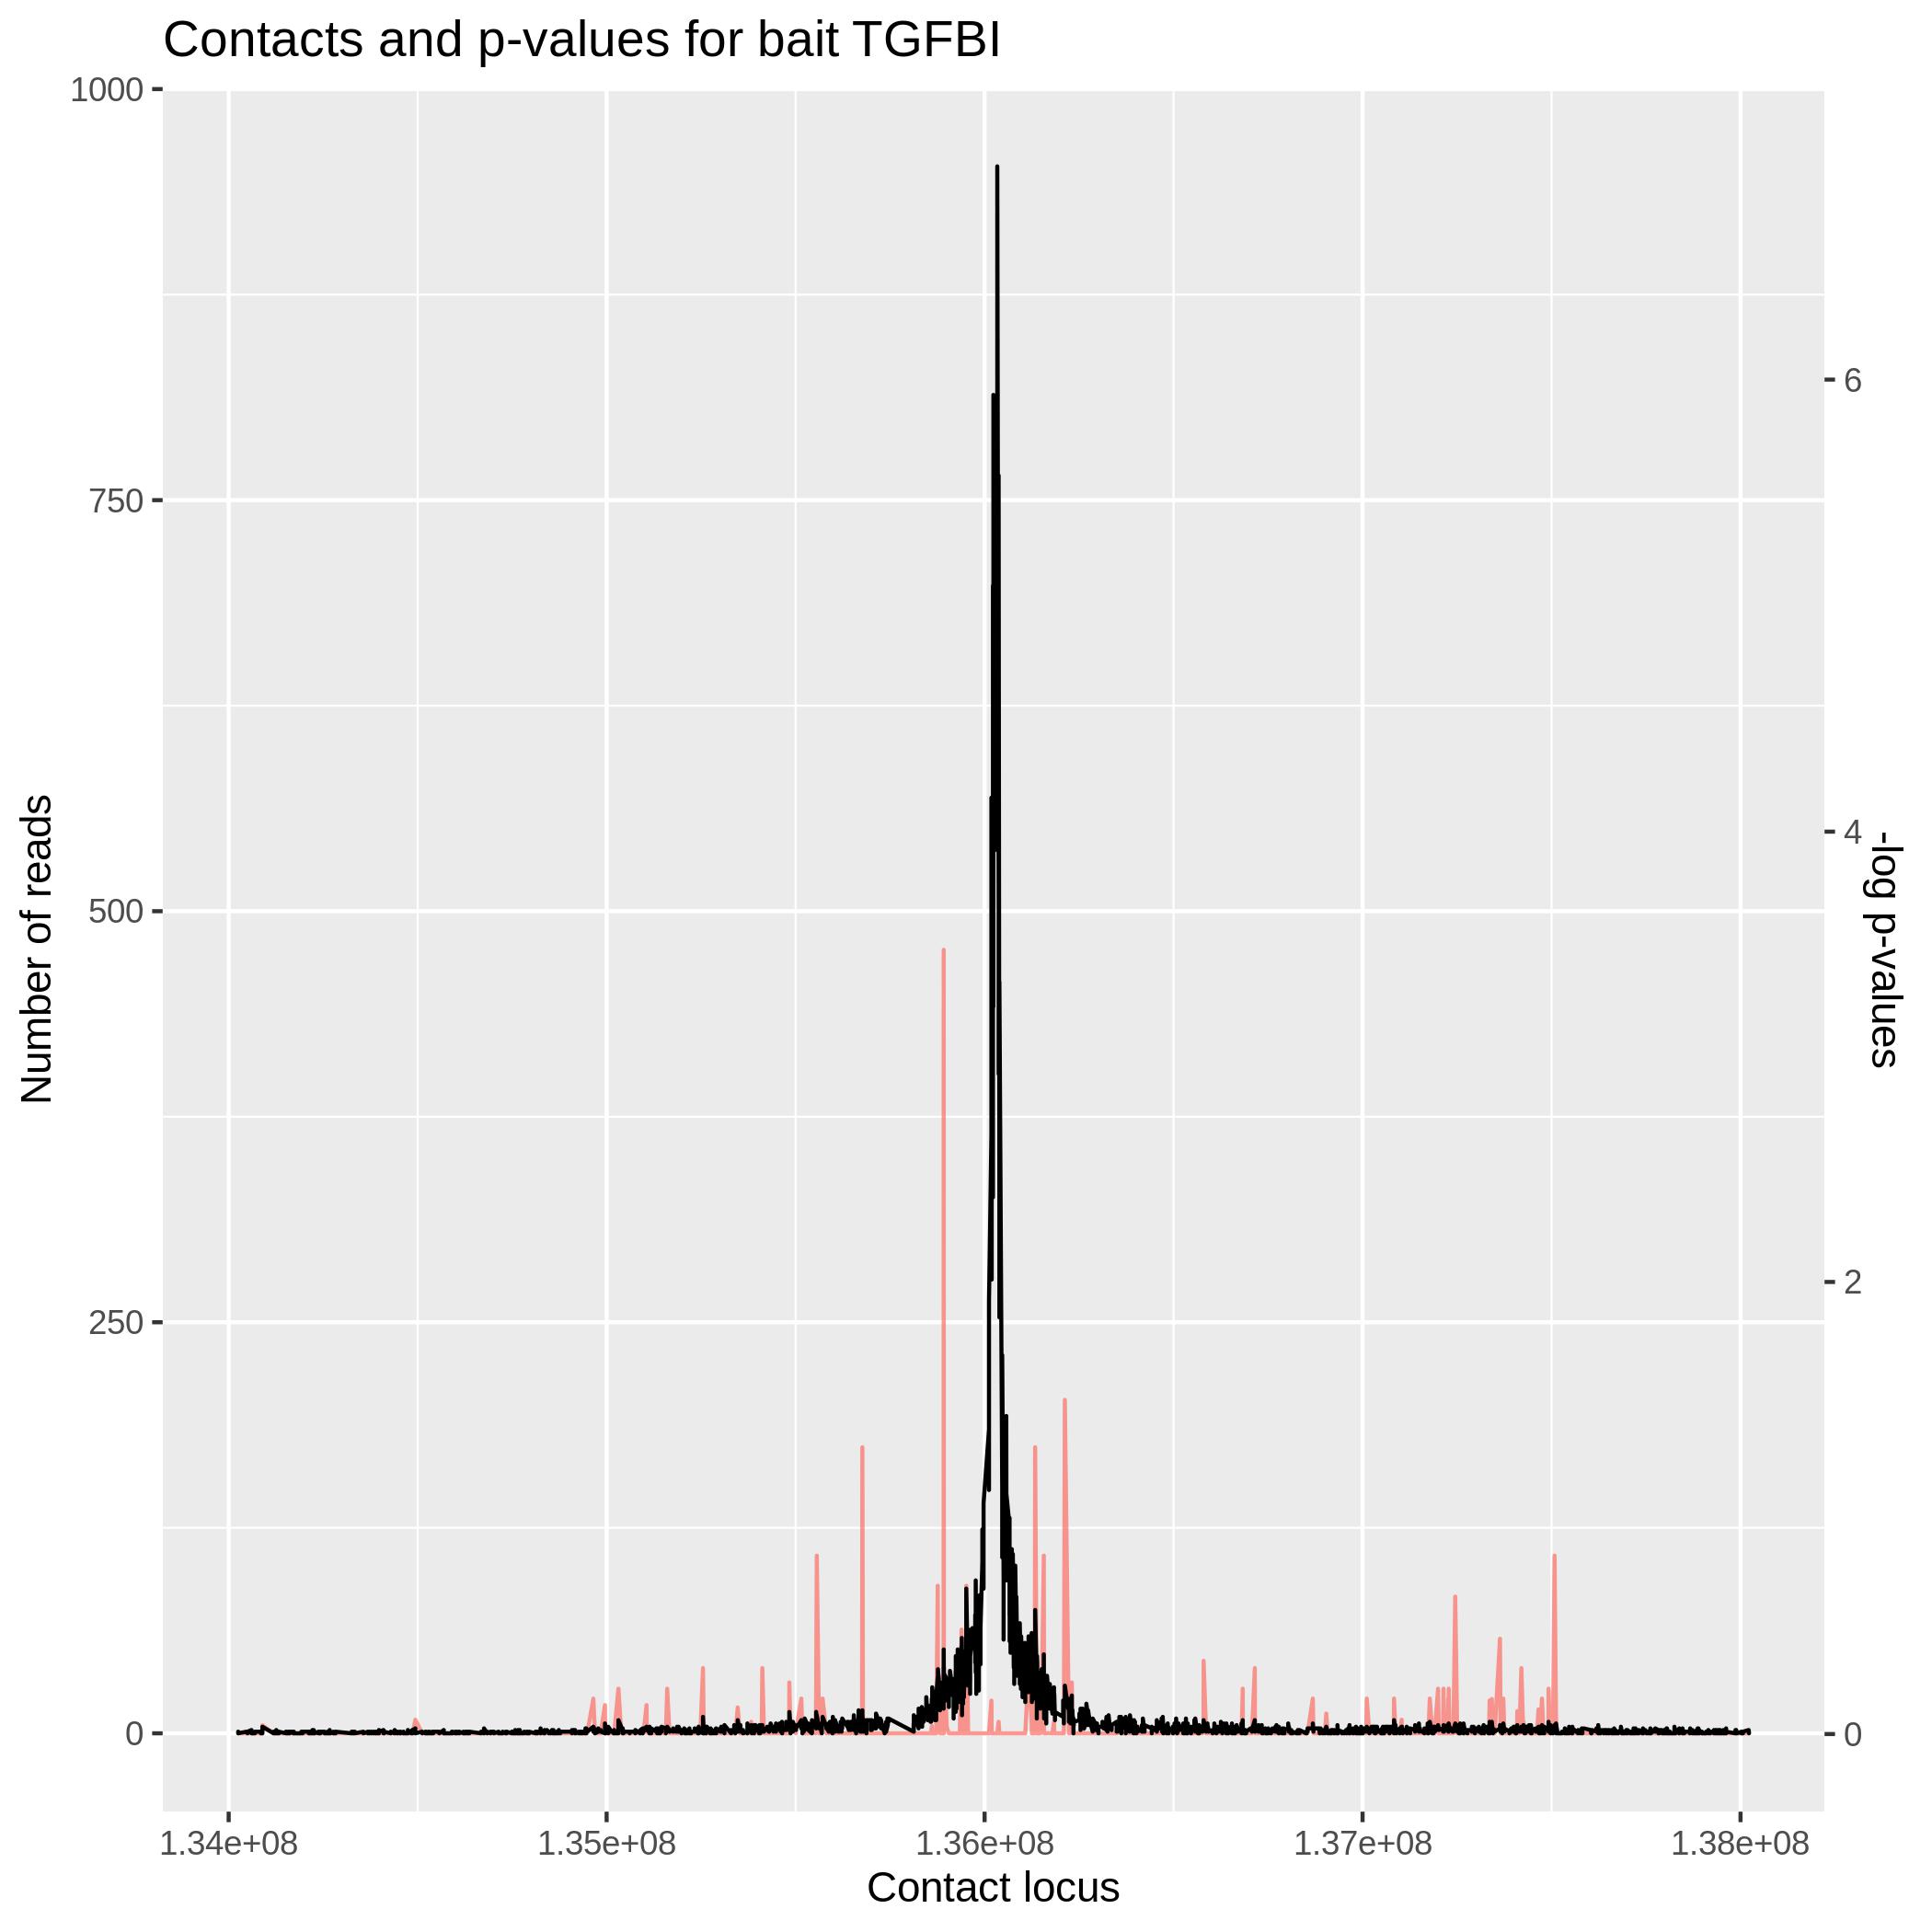 Contacts and p-values for bait TGFBI
1000
750
500
250
0
Number of reads
6
4
2
0
-log p-values
1.34e+08
1.35e+08
1.36e+08
1.37e+08
1.38e+08
Contact locus